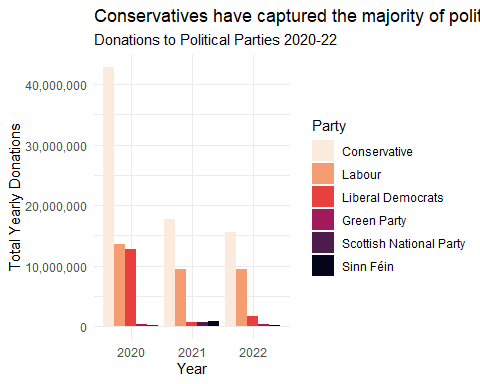 Conservatives have captured the majority of polit
Donations to Political Parties 2020-22
Total Yearly Donations
40,000,000
30,000,000
20,000,000
10,000,000
0
2020
2021
2022
Year
Party
Conservative
Labour
Liberal Democrats
Green Party
Scottish National Party
Sinn Féin